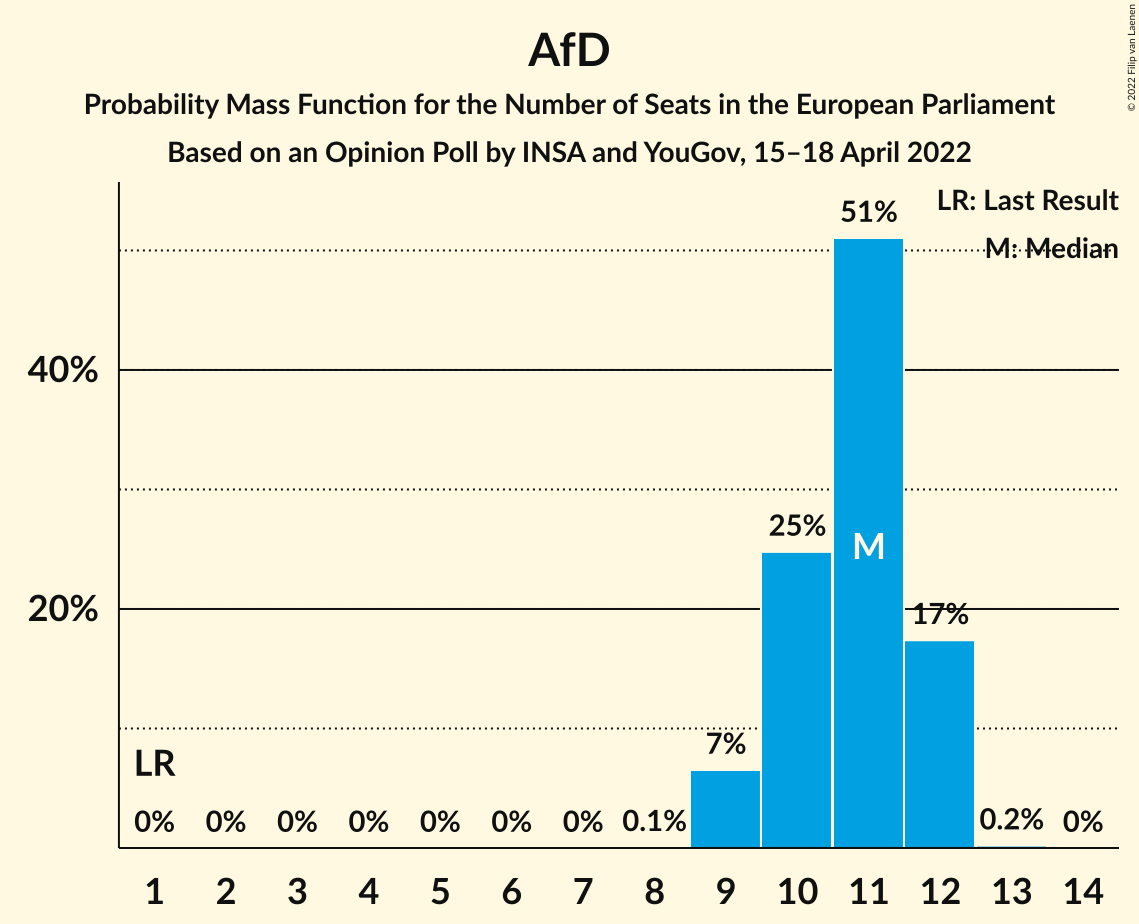 AfD
Probability Mass Function for the Number of Seats in the European Parliament
Based on an Opinion Poll by INSA and YouGov, 15–18 April 2022
© 2022 Filip van Laenen
LR: Last Result
M: Median
51%
40%
25%
M
20%
17%
7%
LR
0% 0% 0% 0% 0% 0% 0% 0.1% 0.2% 0%
1 2 3 4 5 6 7 8 9 10 11 12 13 14